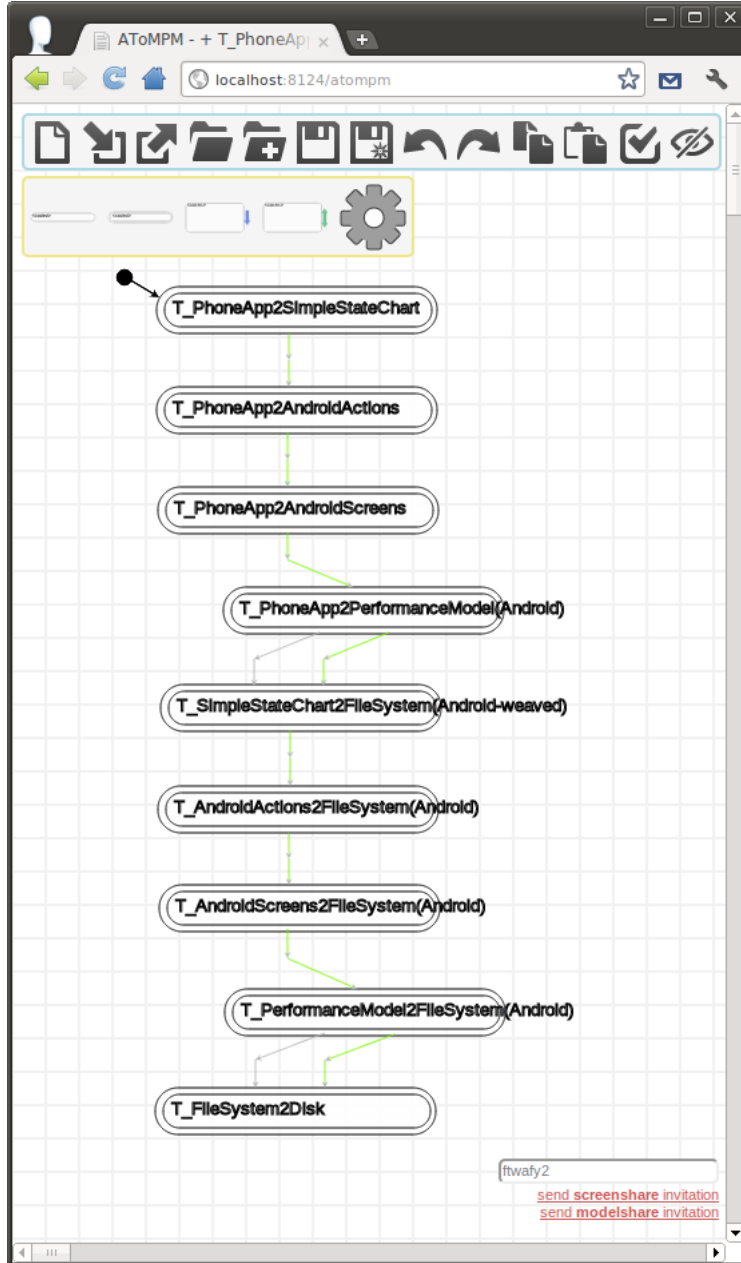 AToMPM - + T_PhoneAp
localhost:8124/atompm
T_PhoneApp2SimpleStateChart
T_PhoneApp2AndroidActions
T_PhoneApp2AndroidScreens
T_PhoneApp2PerformanceModel(Android)
T_SimpleStateChart2FileSystem(Android-weaved)
T_AndroidActions2FileSystem(Android)
T_AndroidScreens2FileSystem(Android)
T_PerformanceModel2FileSystem(Android)
T_FileSystem2Disk
ftwafy2
send screenshare invitation
send modelshare invitation